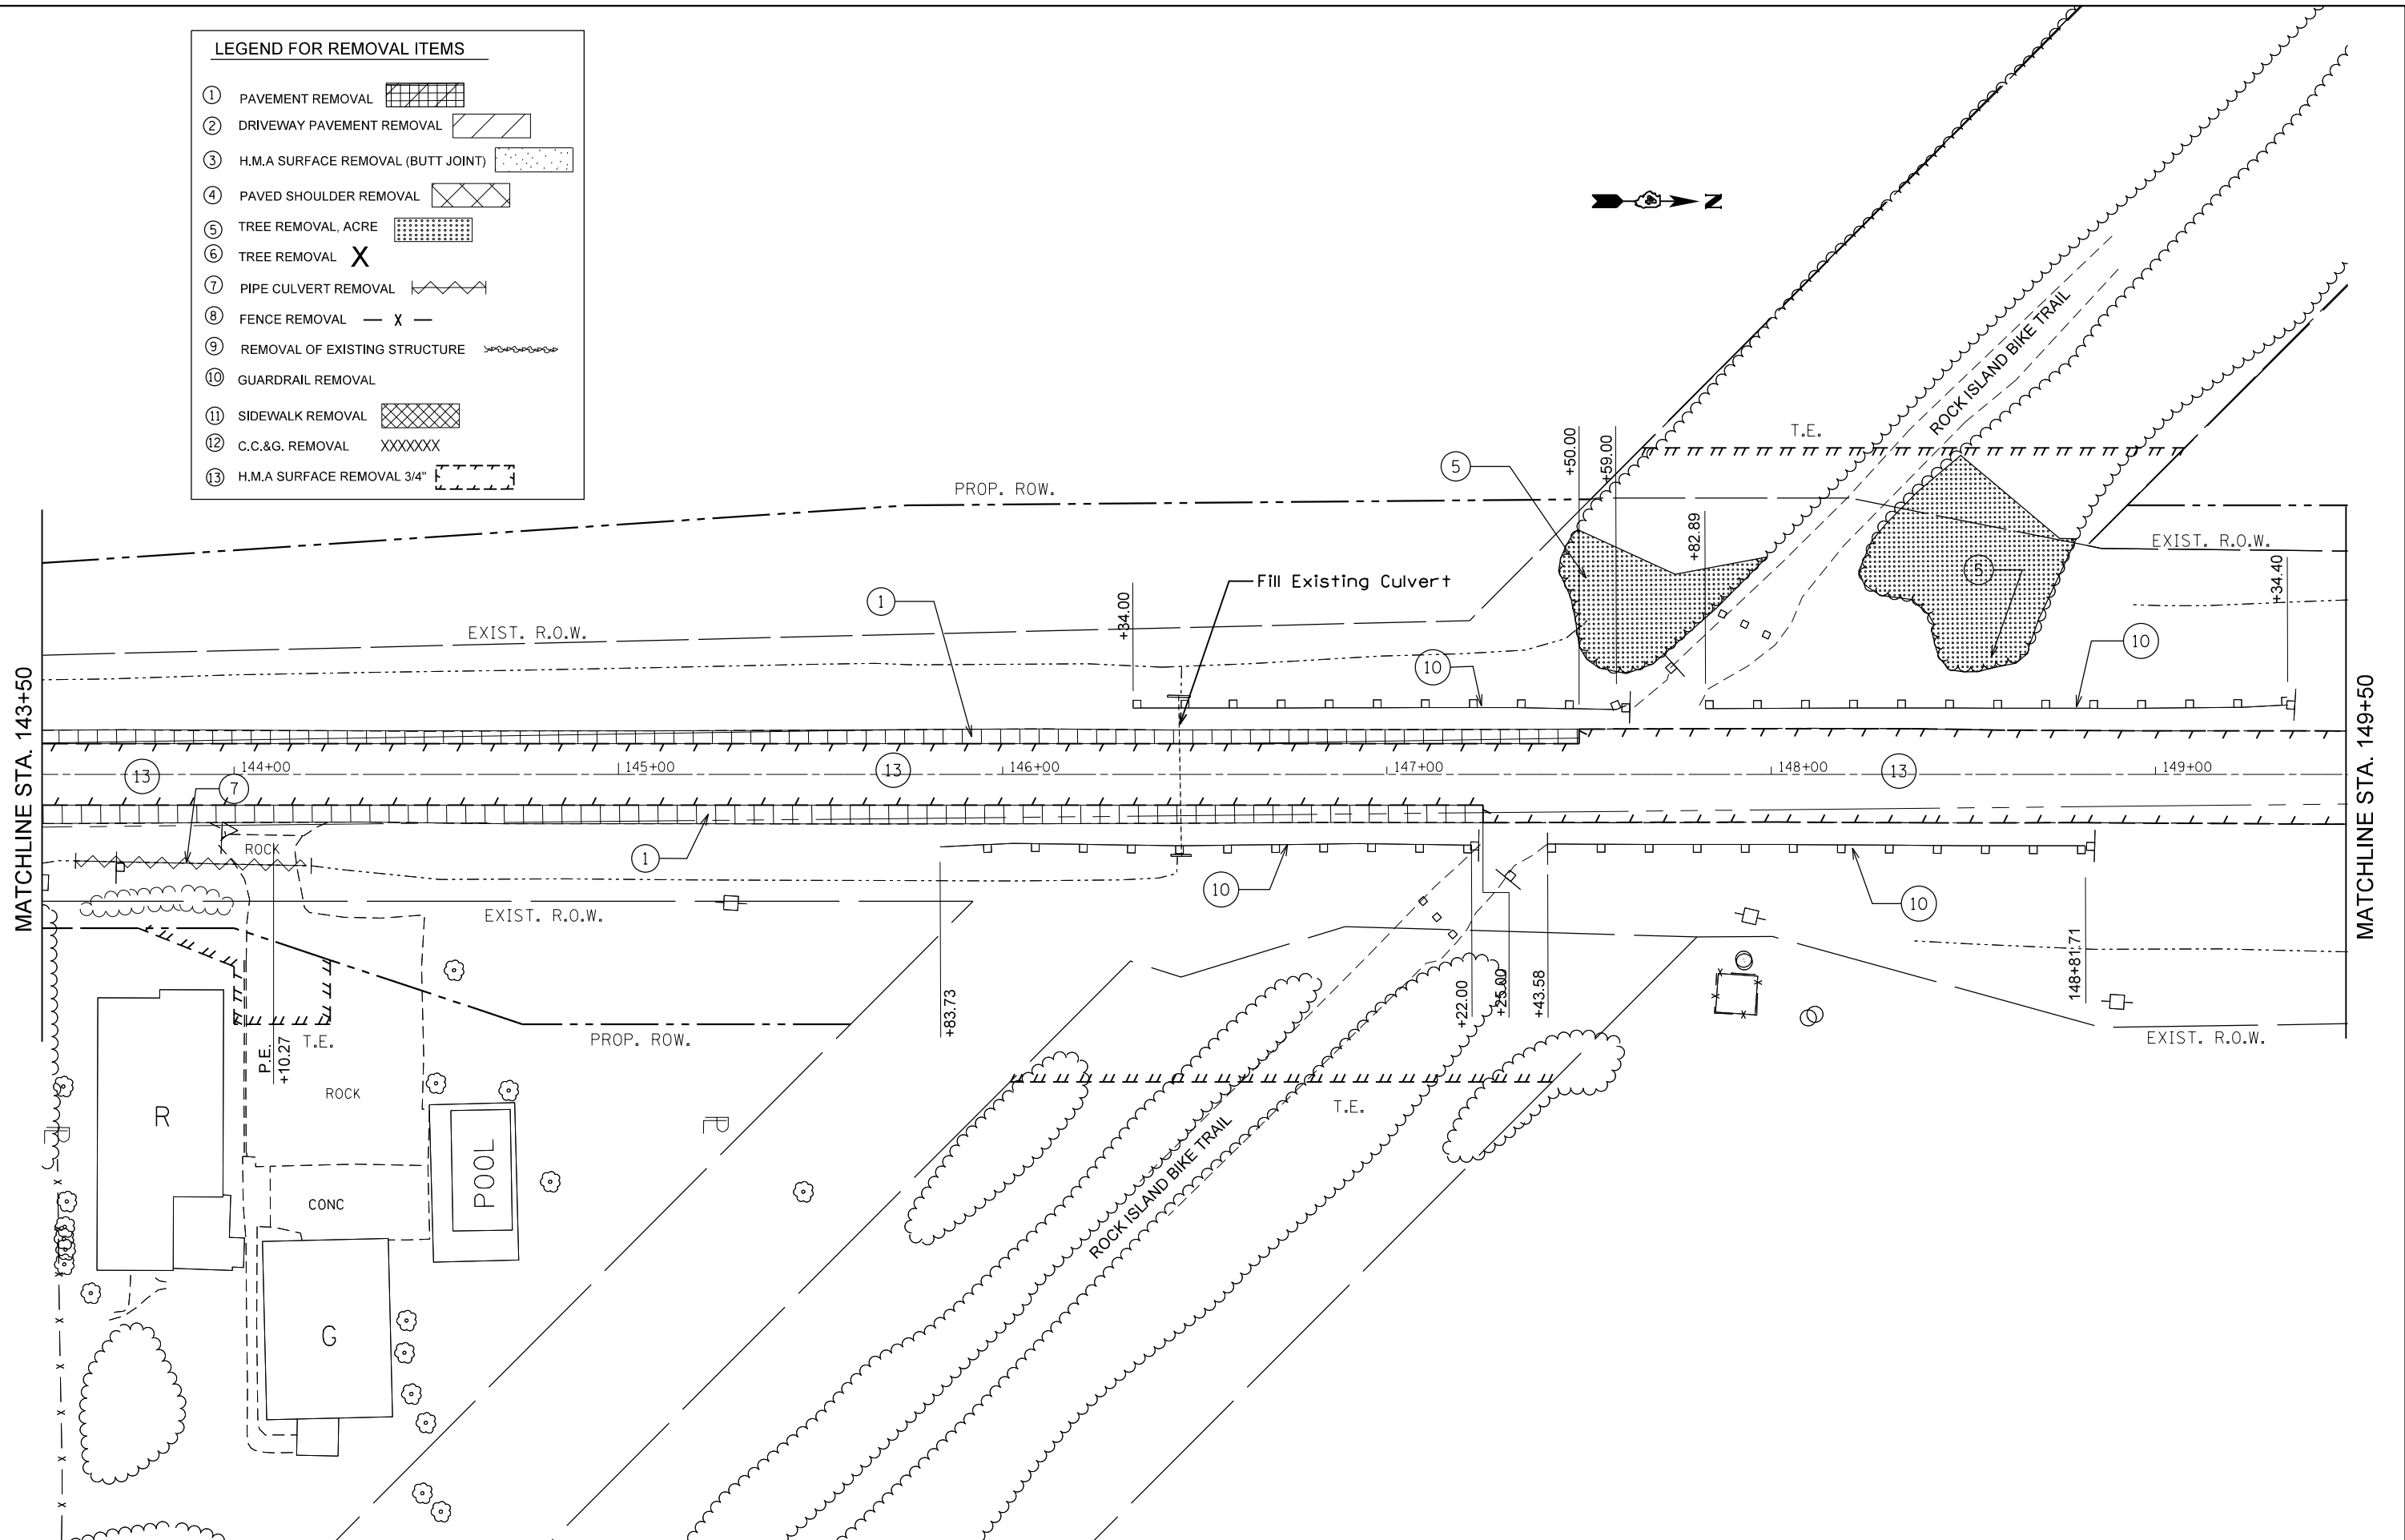 LEGEND FOR REMOVAL ITEMS
1 PAVEMENT REMOVAL
2 DRIVEWAY PAVEMENT REMOVAL
3 H.M.A SURFACE REMOVAL (BUTT JOINT)
4 PAVED SHOULDER REMOVAL
5 TREE REMOVAL, ACRE
6 TREE REMOVAL X
7 PIPE CULVERT REMOVAL
8 FENCE REMOVAL — X —
9 REMOVAL OF EXISTING STRUCTURE
10 GUARDRAIL REMOVAL
11 SIDEWALK REMOVAL
12 C.C.&G. REMOVAL XXXXXXX
13 H.M.A SURFACE REMOVAL 3/4"
N
ROCK ISLAND BIKE TRAIL
T.E.
5
+50.00
+59.00
PROP. ROW.
+82.89
EXIST. R.O.W.
5
+34.40
Fill Existing Culvert
1
+34.00
EXIST. R.O.W.
10
10
MATCHLINE STA. 143+50
MATCHLINE STA. 149+50
13
144+00
145+00
13
146+00
147+00
148+00
13
149+00
7
ROCK
1
10
10
EXIST. R.O.W.
+83.73
+22.00
+25.00
+43.58
148+81.71
PROP. ROW.
EXIST. R.O.W.
P.E.
+10.27
T.E.
ROCK
T.E.
R
P
P
POOL
CONC
ROCK ISLAND BIKE TRAIL
G